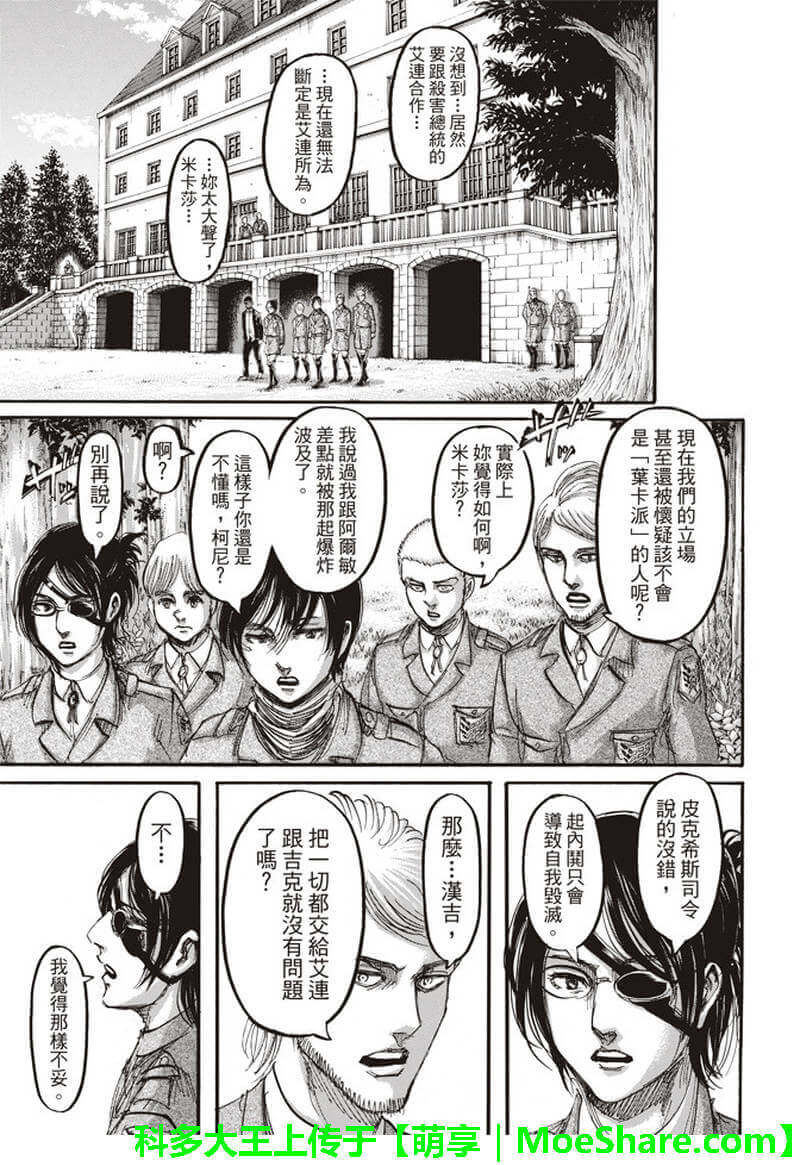 沒想到…居然
要跟殺害總統的
艾連合作…
…現在還無法
斷定是艾連所為。
…妳太大聲了，
米卡莎…
現在我們的立場
甚至還被懷疑該不會
是「葉卡派」的人呢？
實際上
妳覺得如何啊，
米卡莎？
我說過我跟阿爾敏
差點就被那起爆炸
波及了。
這樣子你還是
不懂嗎，柯尼？
啊？
別再說了。
皮克希斯司令
說的沒錯，
起內鬨只會
導致自我毀滅。
那麼…漢吉，
把一切都交給艾連
跟吉克就沒有問題
了嗎？
不…
我覺得那樣不妥。
科多大王上传于【萌享 | MoeShare.com】